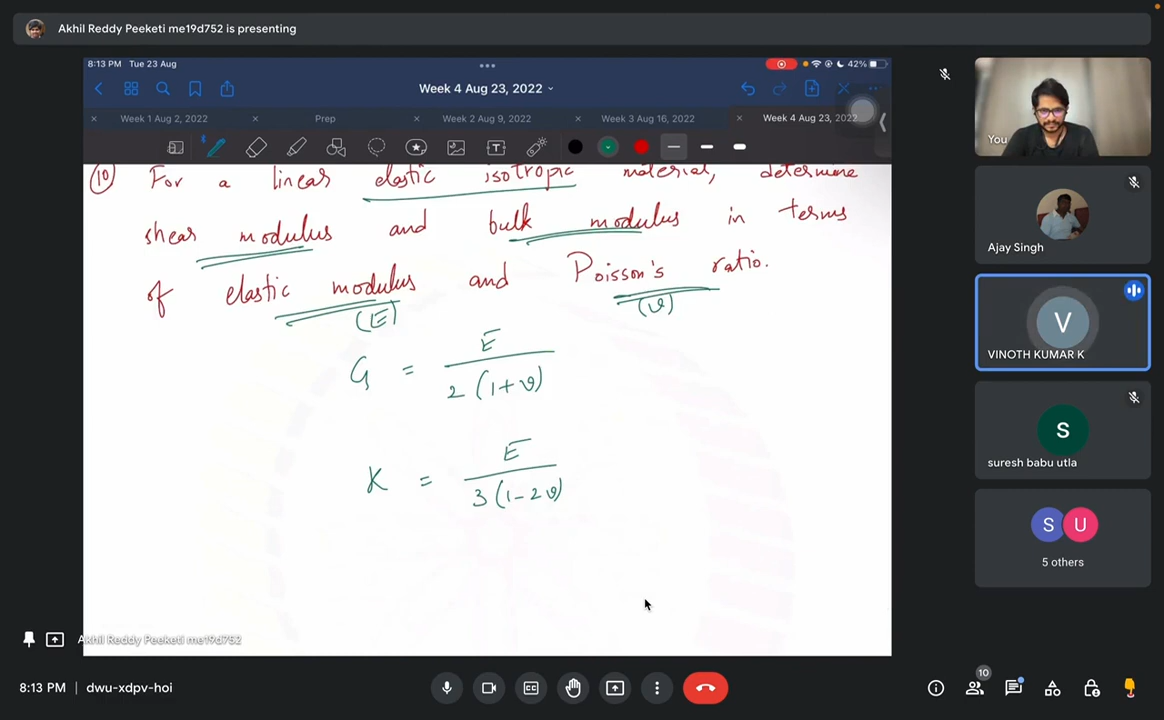 Akhil Reddy Peeketi me19d752 is presenting
8:13 PM Tue 23 Aug
42%
Week 4 Aug 23, 2022
Week 1 Aug 2, 2022
Prep
Week 2 Aug 9, 2022
Week 3 Aug 16, 2022
Week 4 Aug 23, 2022
T
(10) For a linear elastic isotropic material, determine
shear modulus and bulk modulus in terms
of elastic modulus and Poisson's ratio.
(E) (ν)
G = E / 2(1+ν)
K = E / 3(1-2ν)
You
Ajay Singh
V
VINOTH KUMAR K
S
suresh babu utla
S U
5 others
Akhil Reddy Peeketi me19d752
8:13 PM | dwu-xdpv-hoi
10